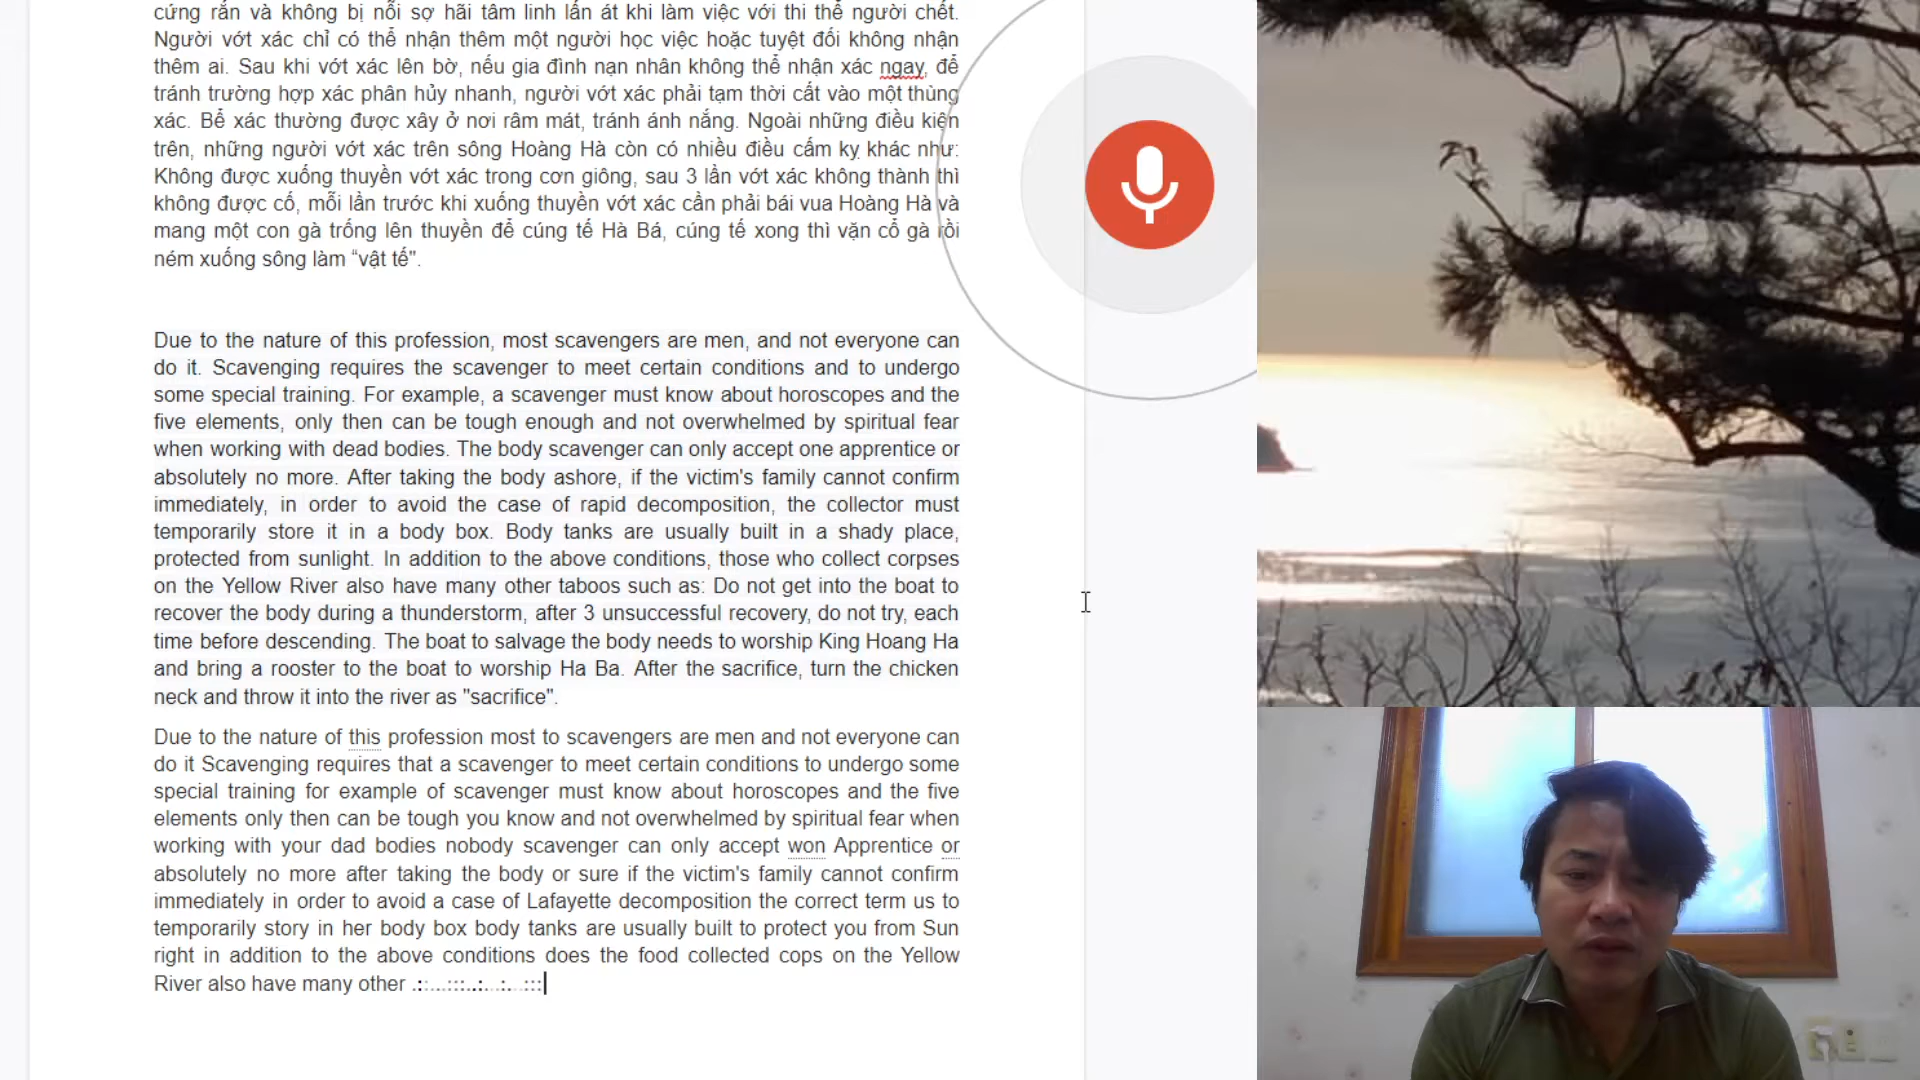 cứng rắn và không bị nỗi sợ hãi tâm linh lấn át khi làm việc với thi thể người chết.
Người vớt xác chỉ có thể nhận thêm một người học việc hoặc tuyệt đối không nhận
thêm ai. Sau khi vớt xác lên bờ, nếu gia đình nạn nhân không thể nhận xác ngay, để
tránh trường hợp xác phân hủy nhanh, người vớt xác phải tạm thời cất vào một thùng
xác. Bể xác thường được xây ở nơi râm mát, tránh ánh nắng. Ngoài những điều kiện
trên, những người vớt xác trên sông Hoàng Hà còn có nhiều điều cấm kỵ khác như:
Không được xuống thuyền vớt xác trong cơn giông, sau 3 lần vớt xác không thành thì
không được cố, mỗi lần trước khi xuống thuyền vớt xác cần phải bái vua Hoàng Hà và
mang một con gà trống lên thuyền để cúng tế Hà Bá, cúng tế xong thì vặn cổ gà rồi
ném xuống sông làm “vật tế".
Due to the nature of this profession, most scavengers are men, and not everyone can
do it. Scavenging requires the scavenger to meet certain conditions and to undergo
some special training. For example, a scavenger must know about horoscopes and the
five elements, only then can be tough enough and not overwhelmed by spiritual fear
when working with dead bodies. The body scavenger can only accept one apprentice or
absolutely no more. After taking the body ashore, if the victim's family cannot confirm
immediately, in order to avoid the case of rapid decomposition, the collector must
temporarily store it in a body box. Body tanks are usually built in a shady place,
protected from sunlight. In addition to the above conditions, those who collect corpses
on the Yellow River also have many other taboos such as: Do not get into the boat to
recover the body during a thunderstorm, after 3 unsuccessful recovery, do not try, each
time before descending. The boat to salvage the body needs to worship King Hoang Ha
and bring a rooster to the boat to worship Ha Ba. After the sacrifice, turn the chicken
neck and throw it into the river as "sacrifice".
Due to the nature of this profession most to scavengers are men and not everyone can
do it Scavenging requires that a scavenger to meet certain conditions to undergo some
special training for example of scavenger must know about horoscopes and the five
elements only then can be tough you know and not overwhelmed by spiritual fear when
working with your dad bodies nobody scavenger can only accept won Apprentice or
absolutely no more after taking the body or sure if the victim's family cannot confirm
immediately in order to avoid a case of Lafayette decomposition the correct term us to
temporarily story in her body box body tanks are usually built to protect you from Sun
right in addition to the above conditions does the food collected cops on the Yellow
River also have many other